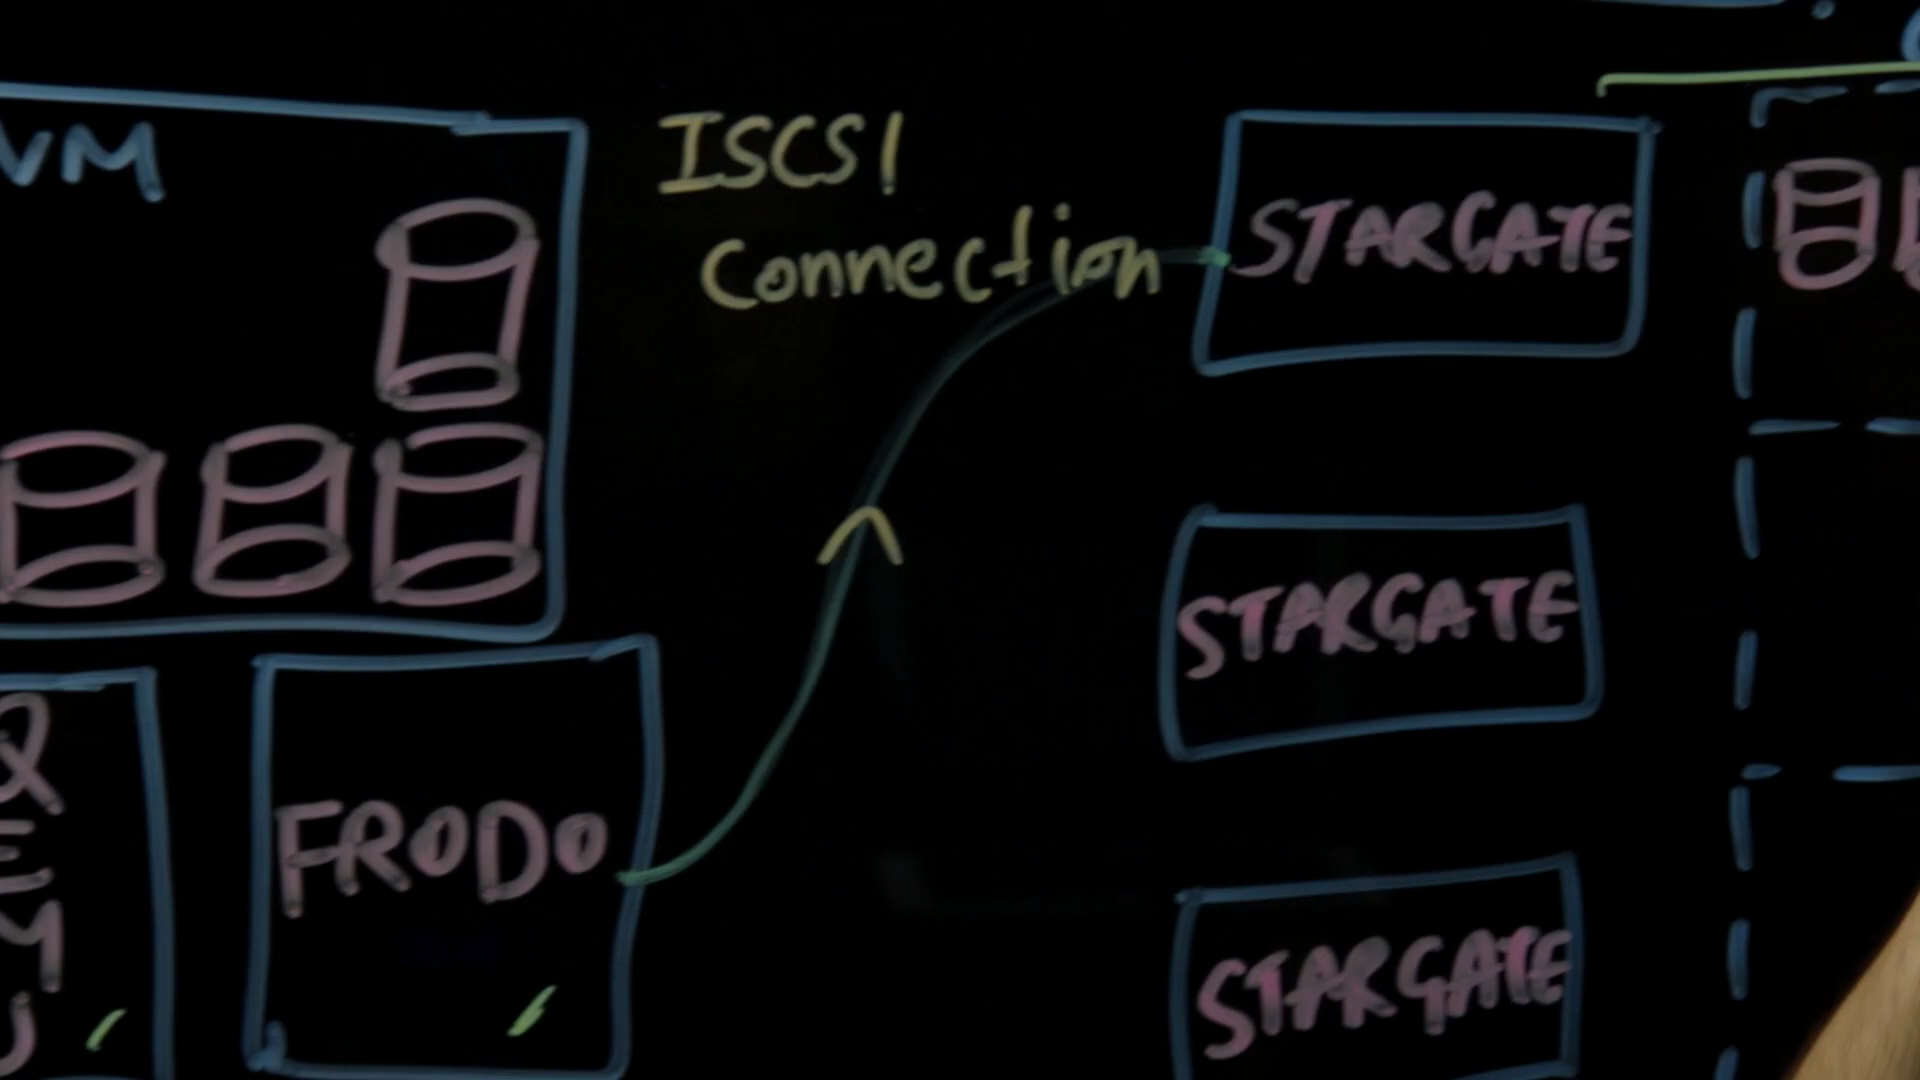 VM
ISCSI
Connection
STARGATE
STARGATE
Q
E
M
U
FRODO
STARGATE